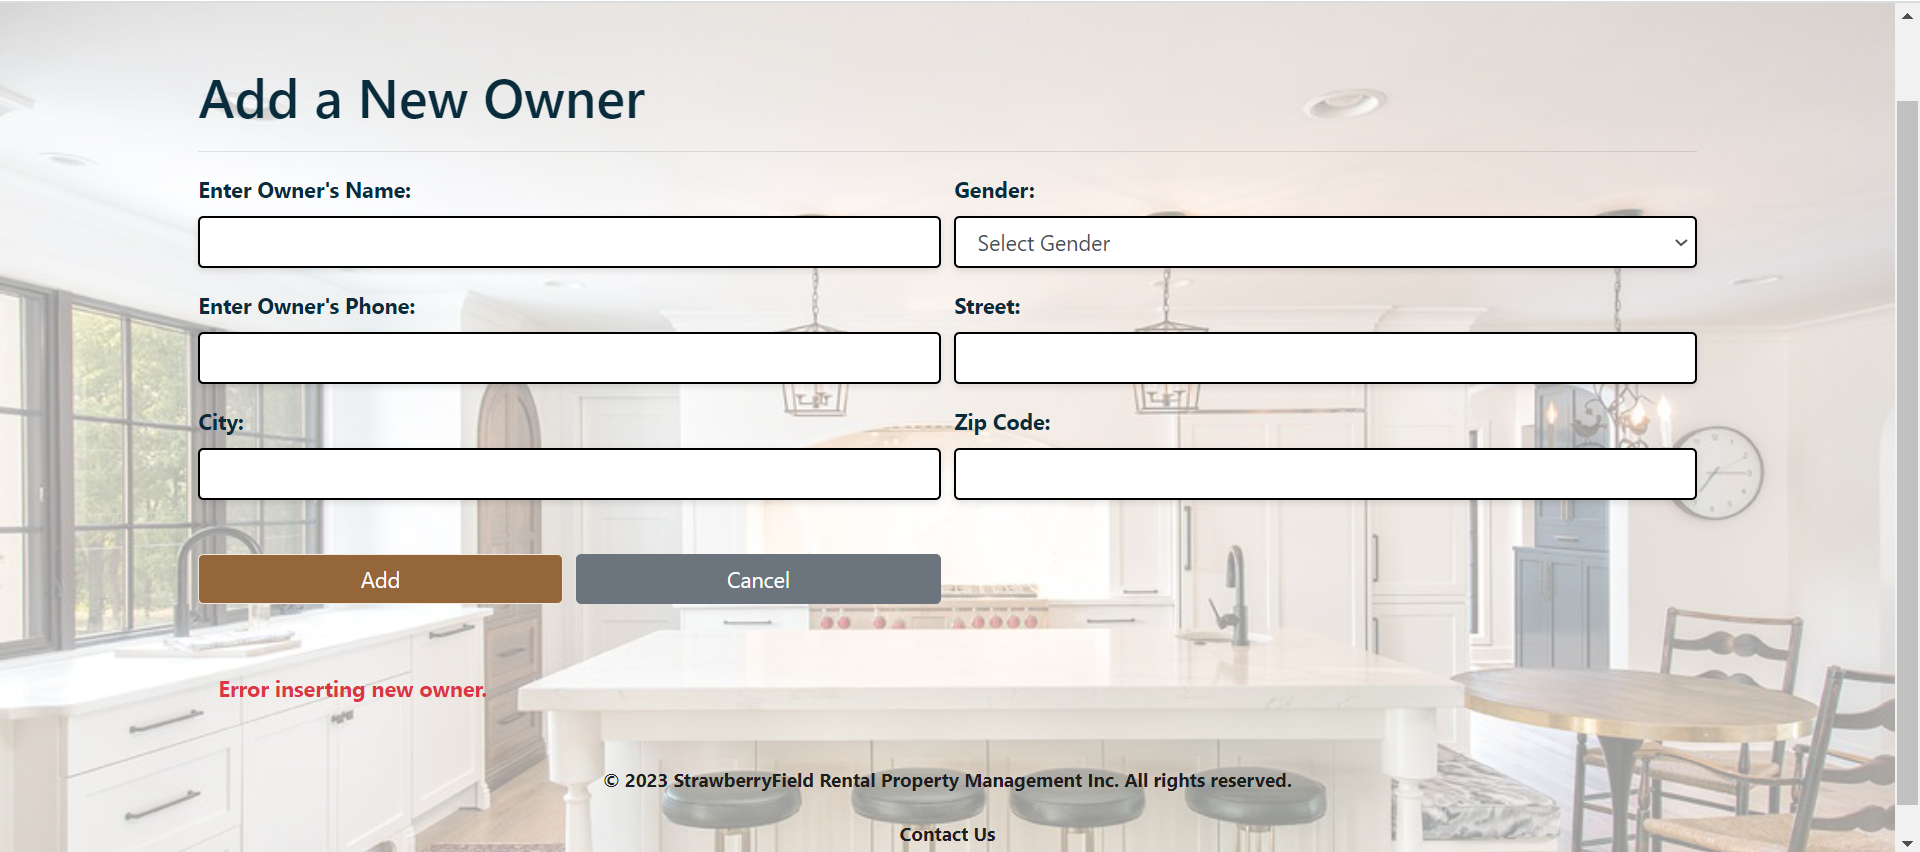 Add a New Owner
Enter Owner's Name:
Gender:
Select Gender
Enter Owner's Phone:
Street:
City:
Zip Code:
Add
Cancel
Error inserting new owner.
© 2023 StrawberryField Rental Property Management Inc. All rights reserved.
Contact Us